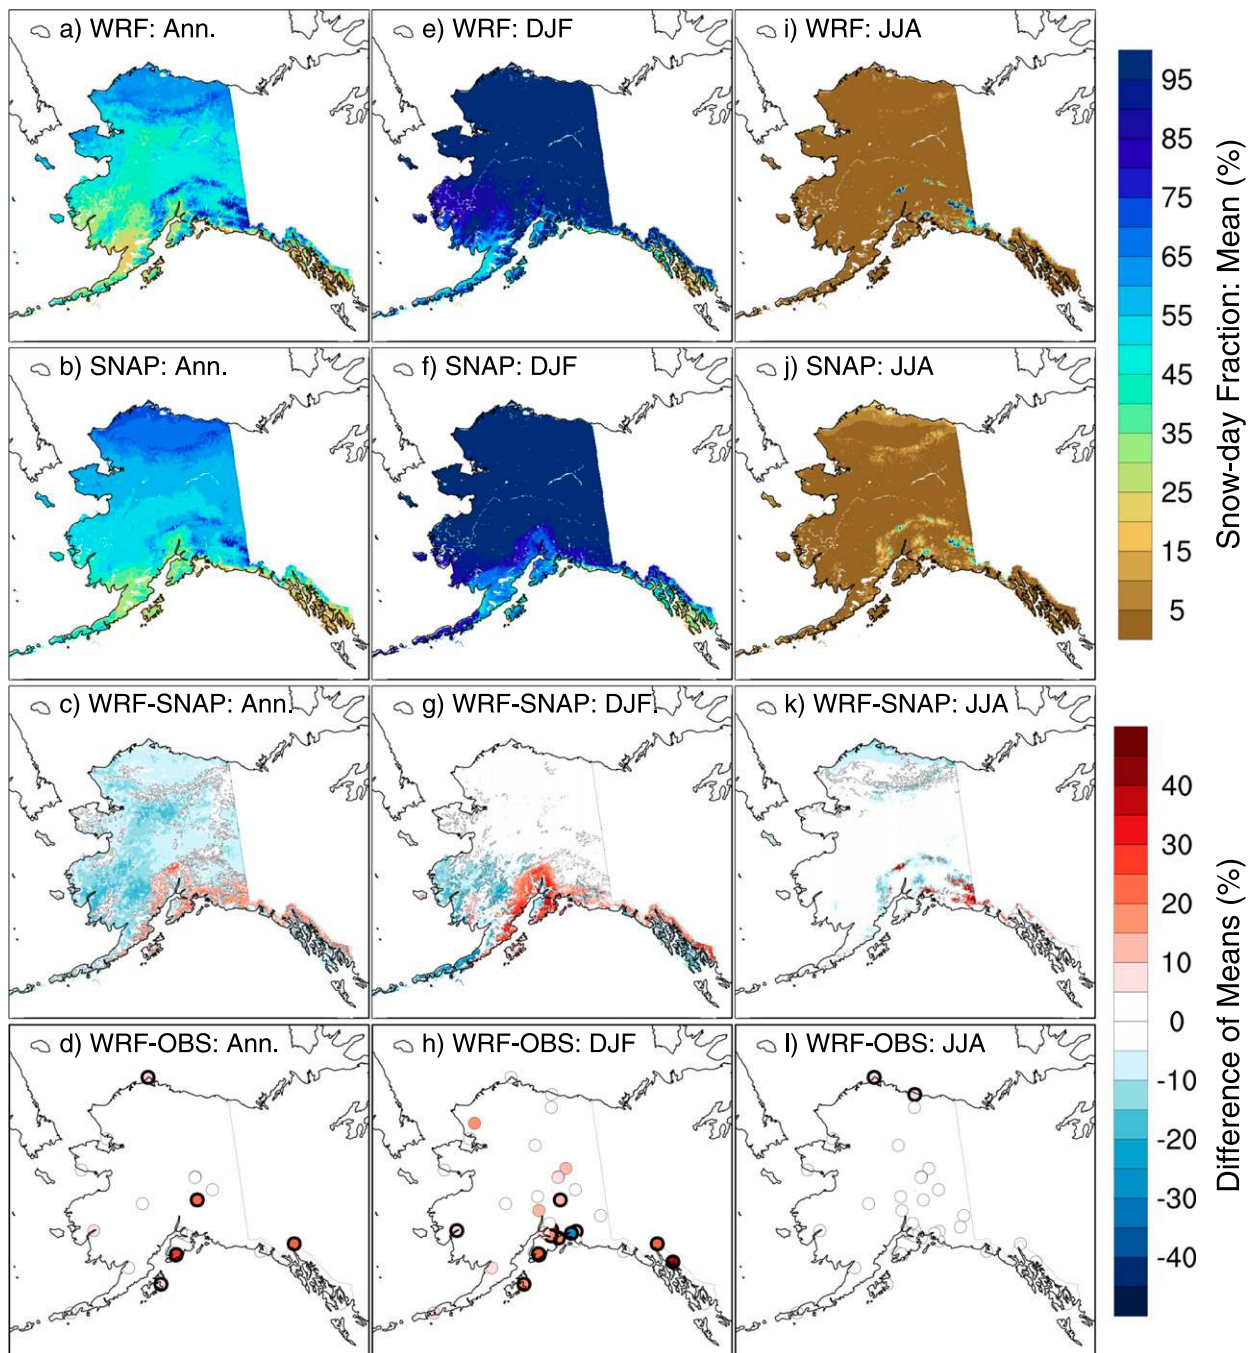 a) WRF: Ann.
e) WRF: DJF
i) WRF: JJA
b) SNAP: Ann.
f) SNAP: DJF
j) SNAP: JJA
95
85
75
65
55
45
35
25
15
5
Snow-day Fraction: Mean (%)
c) WRF-SNAP: Ann.
g) WRF-SNAP: DJF.
k) WRF-SNAP: JJA
d) WRF-OBS: Ann.
h) WRF-OBS: DJF
l) WRF-OBS: JJA
40
30
20
10
0
-10
-20
-30
-40
Difference of Means (%)